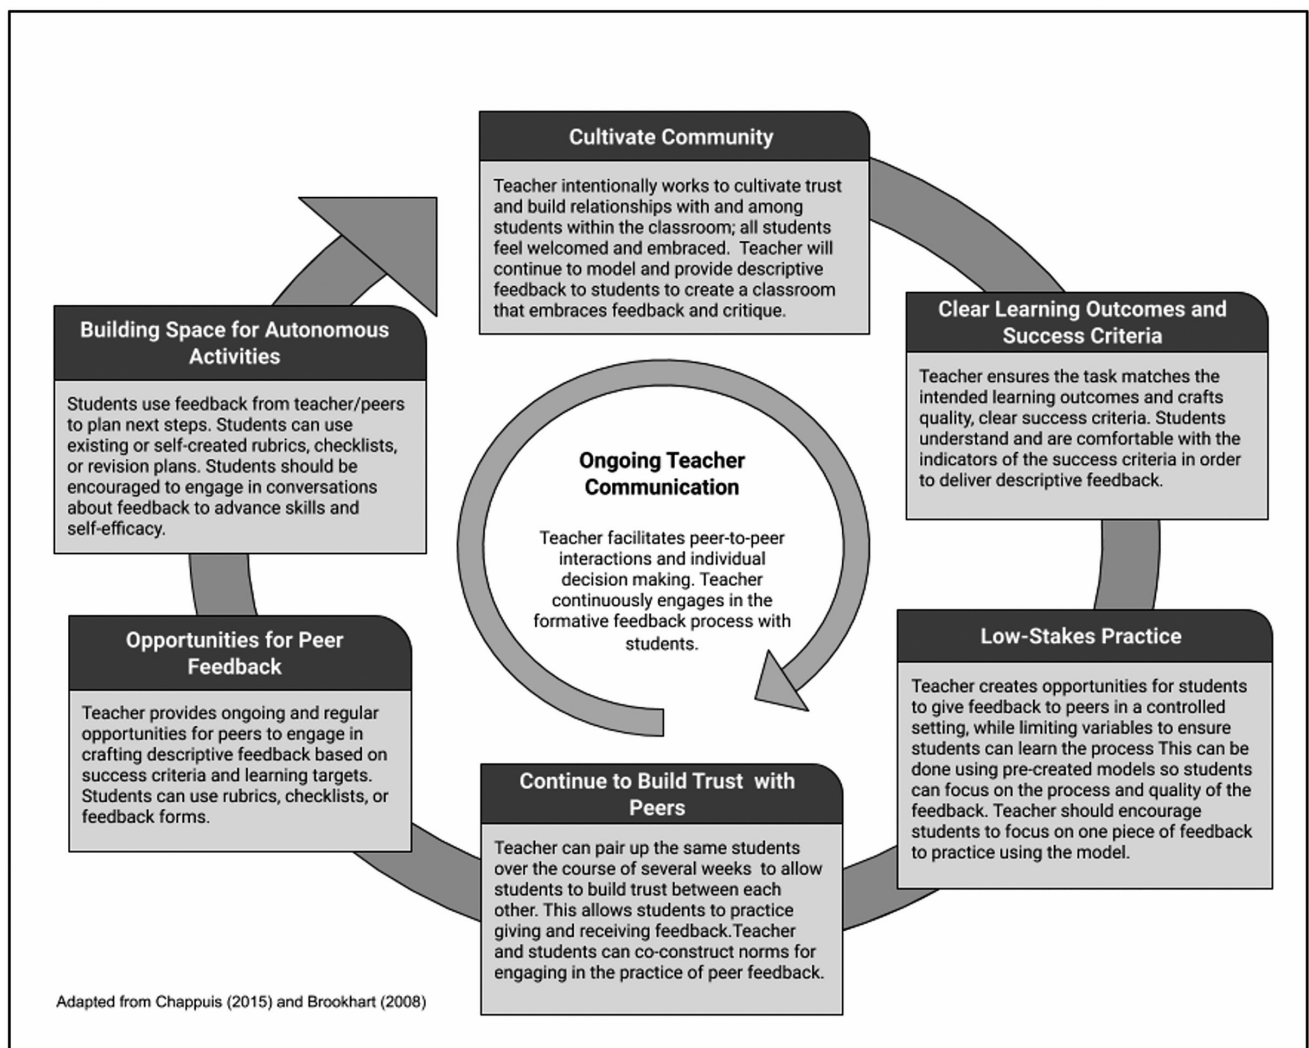 Cultivate Community
Teacher intentionally works to cultivate trust
and build relationships with and among
students within the classroom; all students
feel welcomed and embraced.  Teacher will
continue to model and provide descriptive
feedback to students to create a classroom
that embraces feedback and critique.
Clear Learning Outcomes and
Success Criteria
Teacher ensures the task matches the
intended learning outcomes and crafts
quality, clear success criteria. Students
understand and are comfortable with the
indicators of the success criteria in order
to deliver descriptive feedback.
Low-Stakes Practice
Teacher creates opportunities for students
to give feedback to peers in a controlled
setting, while limiting variables to ensure
students can learn the process This can be
done using pre-created models so students
can focus on the process and quality of the
feedback. Teacher should encourage
students to focus on one piece of feedback
to practice using the model.
Continue to Build Trust  with
Peers
Teacher can pair up the same students
over the course of several weeks  to allow
students to build trust between each
other. This allows students to practice
giving and receiving feedback.Teacher
and students can co-construct norms for
engaging in the practice of peer feedback.
Opportunities for Peer
Feedback
Teacher provides ongoing and regular
opportunities for peers to engage in
crafting descriptive feedback based on
success criteria and learning targets.
Students can use rubrics, checklists, or
feedback forms.
Building Space for Autonomous
Activities
Students use feedback from teacher/peers
to plan next steps. Students can use
existing or self-created rubrics, checklists,
or revision plans. Students should be
encouraged to engage in conversations
about feedback to advance skills and
self-efficacy.
Ongoing Teacher
Communication
Teacher facilitates peer-to-peer
interactions and individual
decision making. Teacher
continuously engages in the
formative feedback process with
students.
Adapted from Chappuis (2015) and Brookhart (2008)